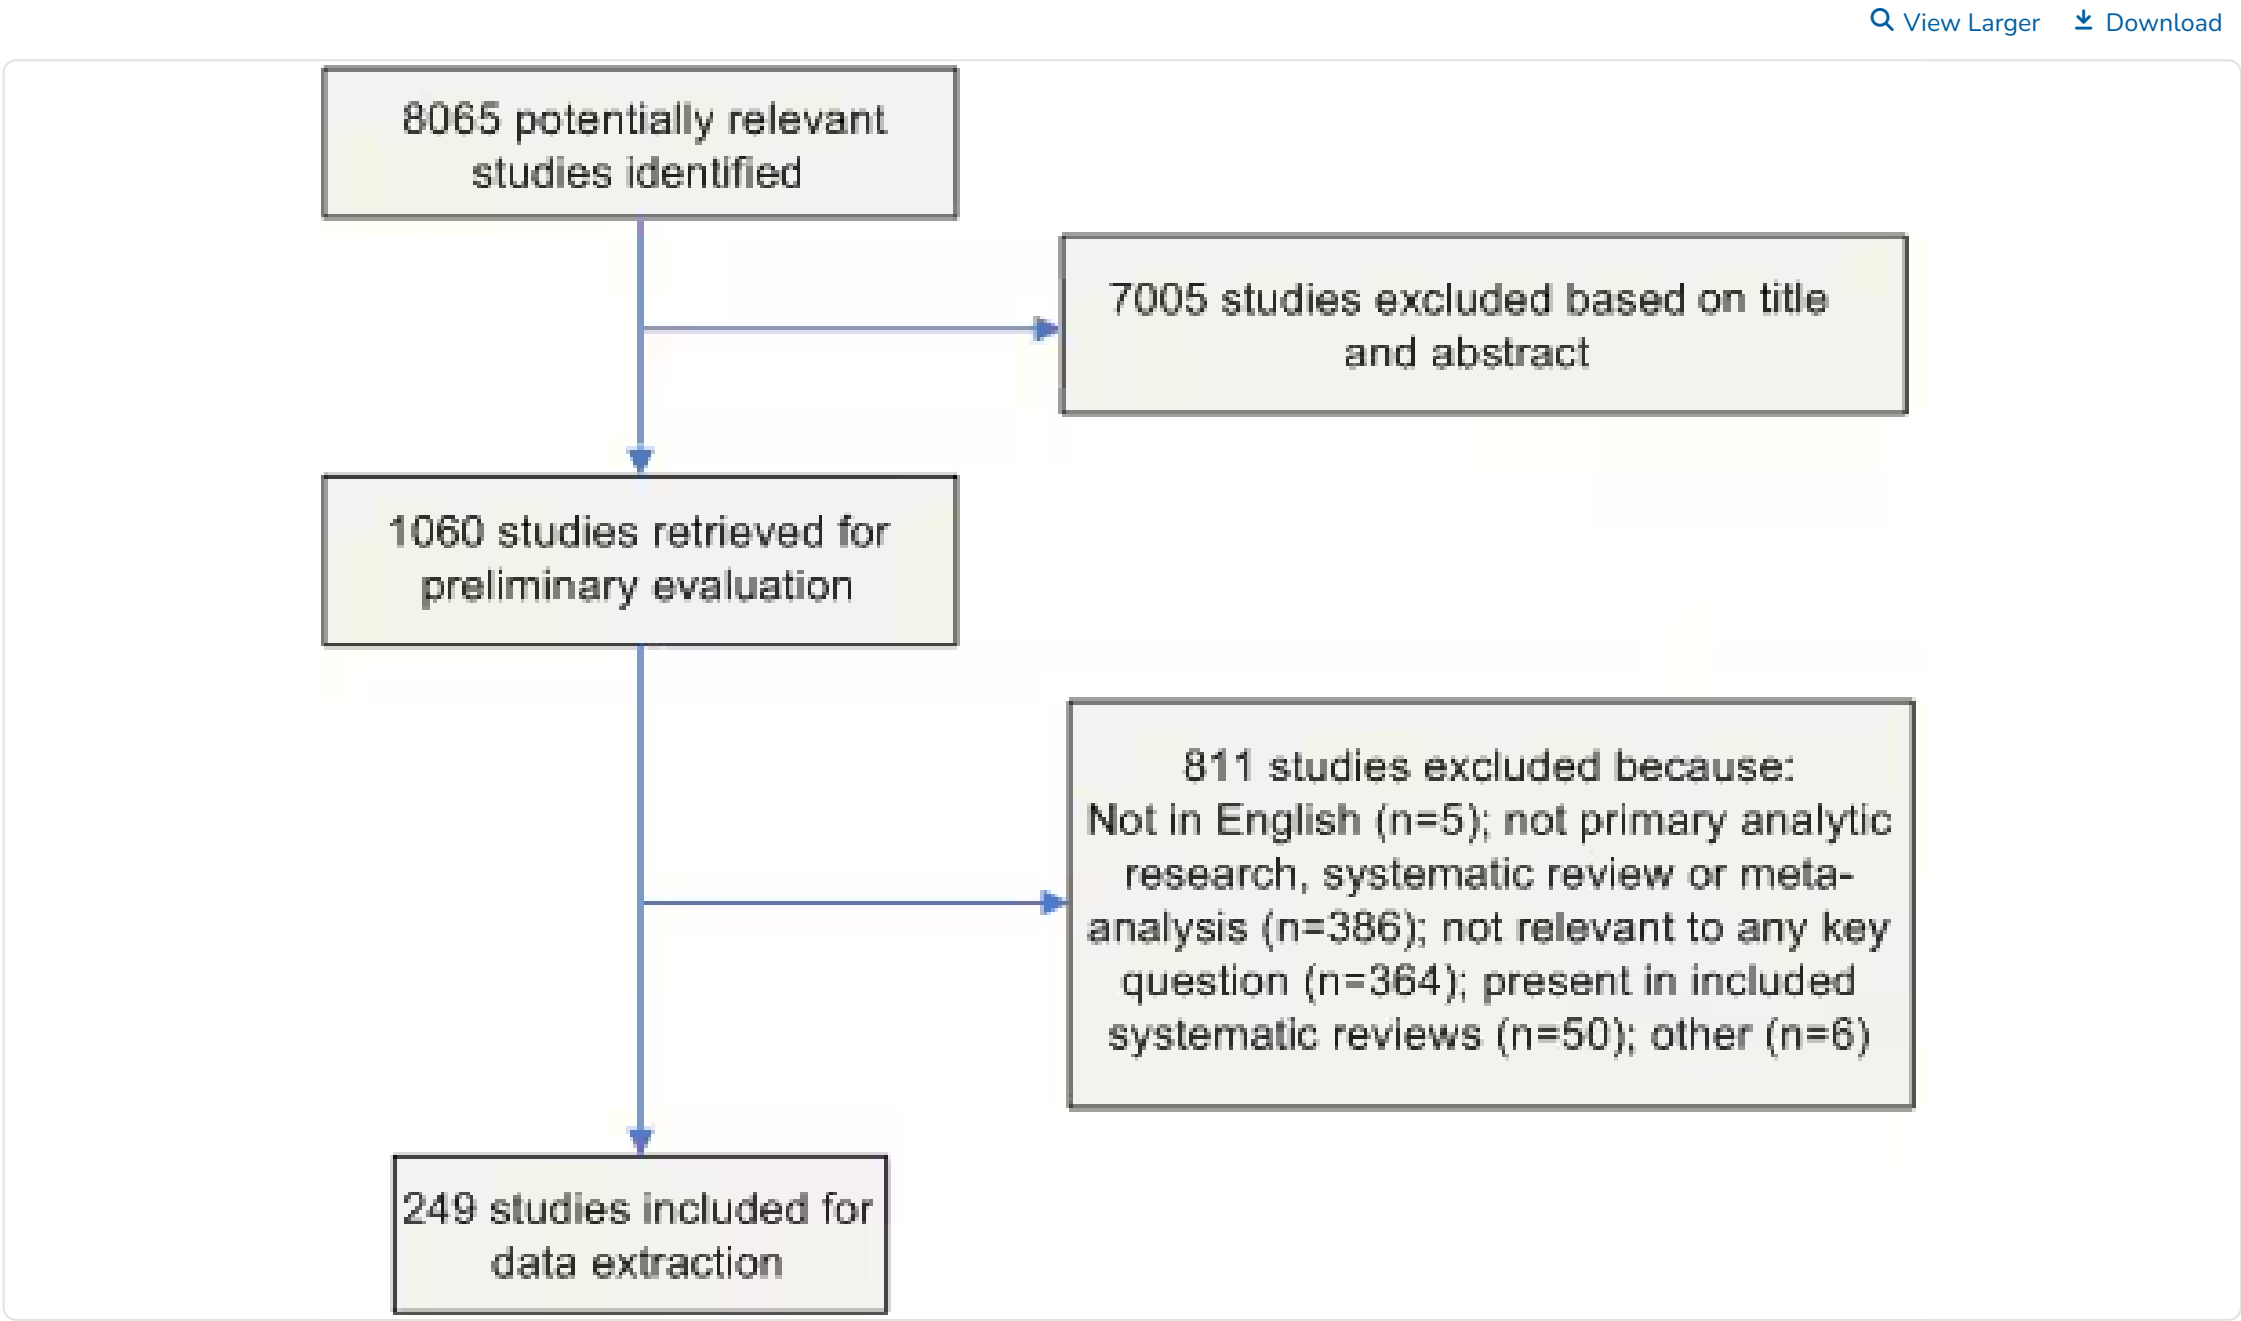 View Larger Download
8065 potentially relevant
studies identified
7005 studies excluded based on title
and abstract
1060 studies retrieved for
preliminary evaluation
811 studies excluded because:
Not in English (n=5); not primary analytic
research, systematic review or meta-
analysis (n=386); not relevant to any key
question (n=364); present in included
systematic reviews (n=50); other (n=6)
249 studies included for
data extraction